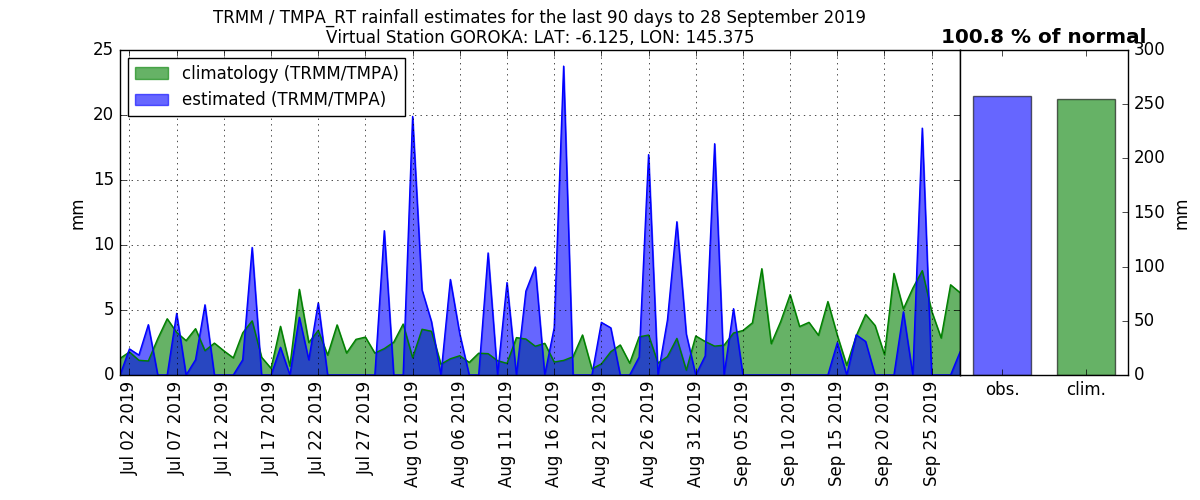 TRMM / TMPA_RT rainfall estimates for the last 90 days to 28 September 2019
Virtual Station GOROKA: LAT: -6.125, LON: 145.375
100.8 % of normal
climatology (TRMM/TMPA)
estimated (TRMM/TMPA)
25
20
15
10
5
0
mm
Jul 02 2019
Jul 07 2019
Jul 12 2019
Jul 17 2019
Jul 22 2019
Jul 27 2019
Aug 01 2019
Aug 06 2019
Aug 11 2019
Aug 16 2019
Aug 21 2019
Aug 26 2019
Aug 31 2019
Sep 05 2019
Sep 10 2019
Sep 15 2019
Sep 20 2019
Sep 25 2019
300
250
200
150
100
50
0
mm
obs.
clim.